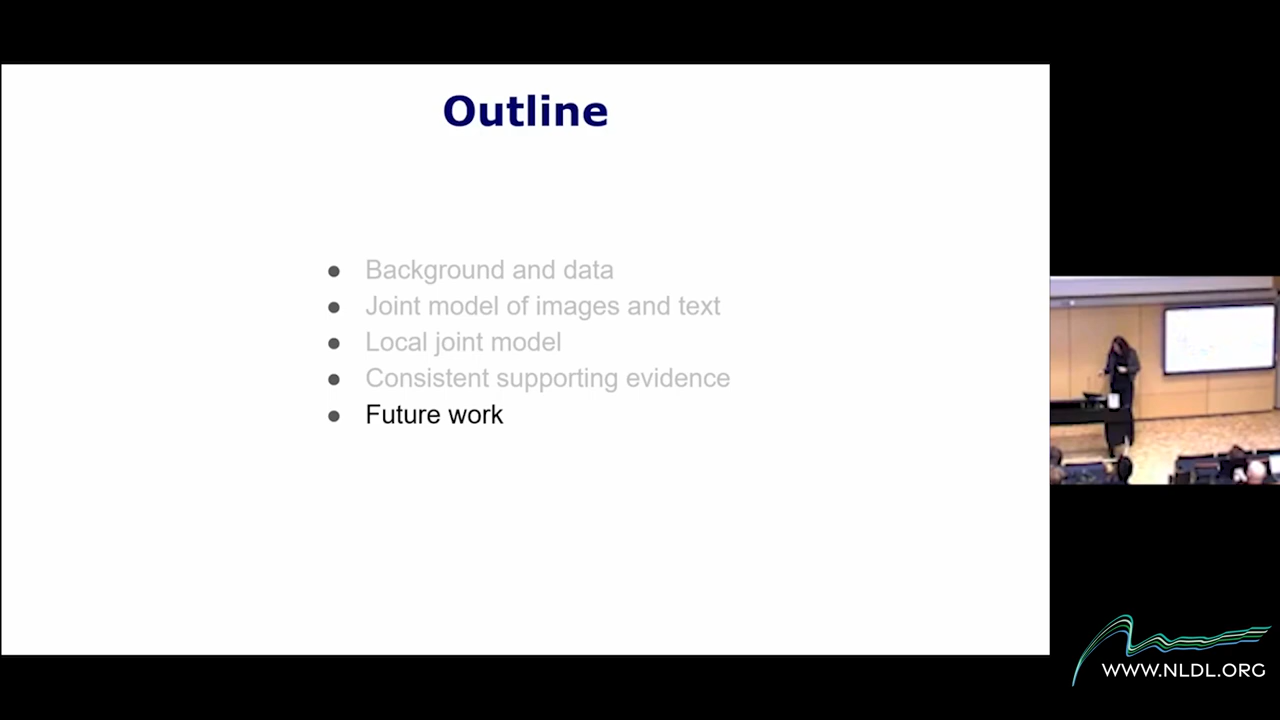 Outline
● Background and data
● Joint model of images and text
● Local joint model
● Consistent supporting evidence
● Future work
WWW.NLDL.ORG